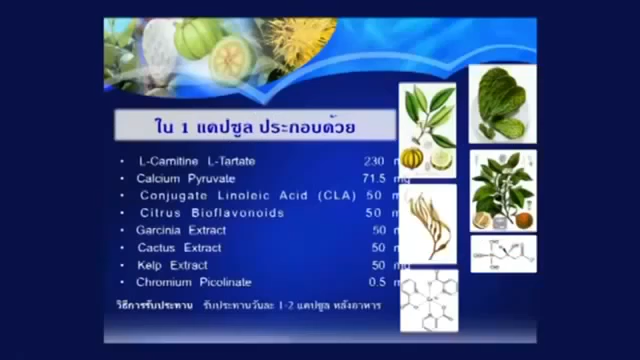 ใน 1 แคปซูล ประกอบด้วย
• L-Carnitine L-Tartate 230 m
• Calcium Pyruvate 71.5 mg
• Conjugate Linoleic Acid (CLA) 50 m
• Citrus Bioflavonoids 50 m
• Garcinia Extract 50 m
• Cactus Extract 50 m
• Kelp Extract 50 mg
• Chromium Picolinate 0.5 m
วิธีการรับประทาน รับประทานวันละ 1-2 แคปซูล หลังอาหาร